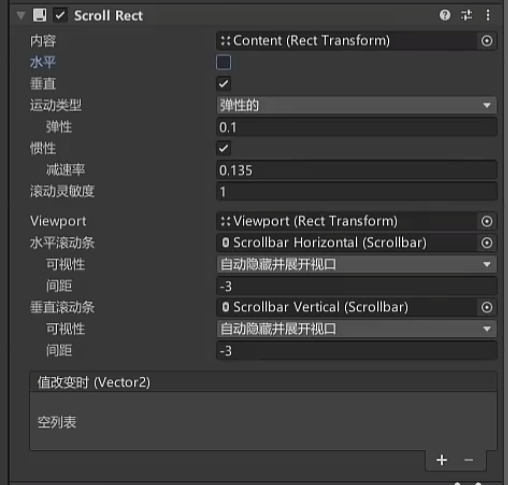 Scroll Rect
内容 Content (Rect Transform)
水平
垂直
运动类型 弹性的
弹性 0.1
惯性
减速率 0.135
滚动灵敏度 1
Viewport Viewport (Rect Transform)
水平滚动条 Scrollbar Horizontal (Scrollbar)
可视性 自动隐藏并展开视口
间距 -3
垂直滚动条 Scrollbar Vertical (Scrollbar)
可视性 自动隐藏并展开视口
间距 -3
值改变时 (Vector2)
空列表